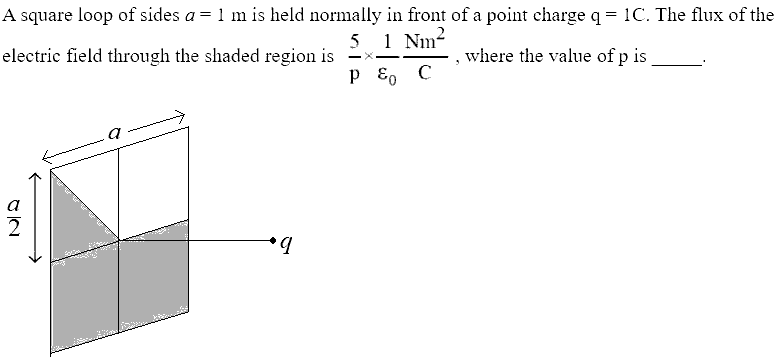 A square loop of sides a = 1 m is held normally in front of a point charge q = 1C. The flux of the
electric field through the shaded region is 5/p × 1/ε₀ Nm²/C , where the value of p is _____.
a
a/2
q